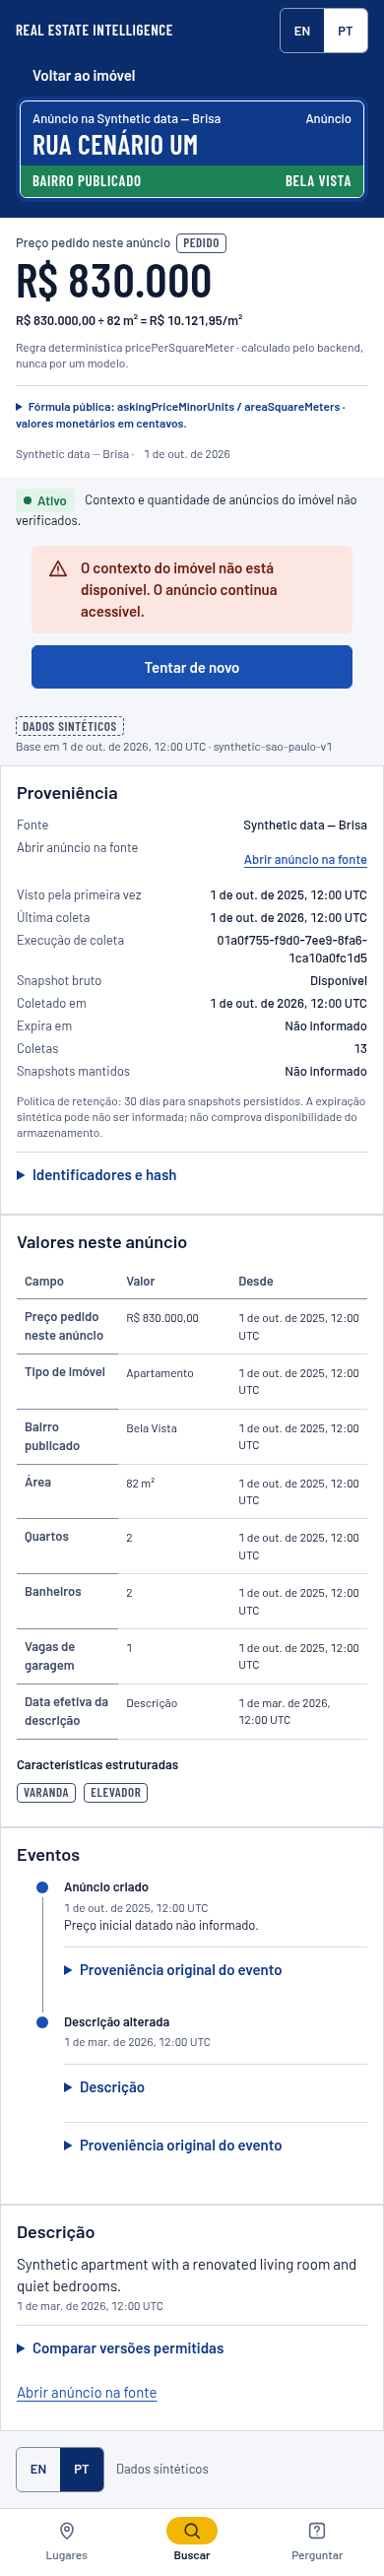 REAL ESTATE INTELLIGENCE
EN PT
Voltar ao imóvel
Anúncio na Synthetic data — Brisa Anúncio
RUA CENÁRIO UM
BAIRRO PUBLICADO BELA VISTA
Preço pedido neste anúncio PEDIDO
R$ 830.000
R$ 830.000,00 ÷ 82 m² = R$ 10.121,95/m²
Regra determinística pricePerSquareMeter · calculado pelo backend,
nunca por um modelo.
Fórmula pública: askingPriceMinorUnits / areaSquareMeters ·
valores monetários em centavos.
Synthetic data — Brisa · 1 de out. de 2026
Ativo Contexto e quantidade de anúncios do imóvel não
verificados.
O contexto do imóvel não está
disponível. O anúncio continua
acessível.
Tentar de novo
DADOS SINTÉTICOS
Base em 1 de out. de 2026, 12:00 UTC · synthetic-sao-paulo-v1
Proveniência
Fonte Synthetic data — Brisa
Abrir anúncio na fonte Abrir anúncio na fonte
Visto pela primeira vez 1 de out. de 2025, 12:00 UTC
Última coleta 1 de out. de 2026, 12:00 UTC
Execução de coleta 01a0f755-f9d0-7ee9-8fa6-
1ca10a0fc1d5
Snapshot bruto Disponível
Coletado em 1 de out. de 2026, 12:00 UTC
Expira em Não informado
Coletas 13
Snapshots mantidos Não informado
Política de retenção: 30 dias para snapshots persistidos. A expiração
sintética pode não ser informada; não comprova disponibilidade do
armazenamento.
Identificadores e hash
Valores neste anúncio
Campo Valor Desde
Preço pedido
neste anúncio R$ 830.000,00 1 de out. de 2025, 12:00
UTC
Tipo de imóvel Apartamento 1 de out. de 2025, 12:00
UTC
Bairro
publicado Bela Vista 1 de out. de 2025, 12:00
UTC
Área 82 m² 1 de out. de 2025, 12:00
UTC
Quartos 2 1 de out. de 2025, 12:00
UTC
Banheiros 2 1 de out. de 2025, 12:00
UTC
Vagas de
garagem 1 1 de out. de 2025, 12:00
UTC
Data efetiva da
descrição Descrição 1 de mar. de 2026,
12:00 UTC
Características estruturadas
VARANDA ELEVADOR
Eventos
Anúncio criado
1 de out. de 2025, 12:00 UTC
Preço inicial datado não informado.
Proveniência original do evento
Descrição alterada
1 de mar. de 2026, 12:00 UTC
Descrição
Proveniência original do evento
Descrição
Synthetic apartment with a renovated living room and
quiet bedrooms.
1 de mar. de 2026, 12:00 UTC
Comparar versões permitidas
Abrir anúncio na fonte
EN PT Dados sintéticos
Lugares Buscar Perguntar